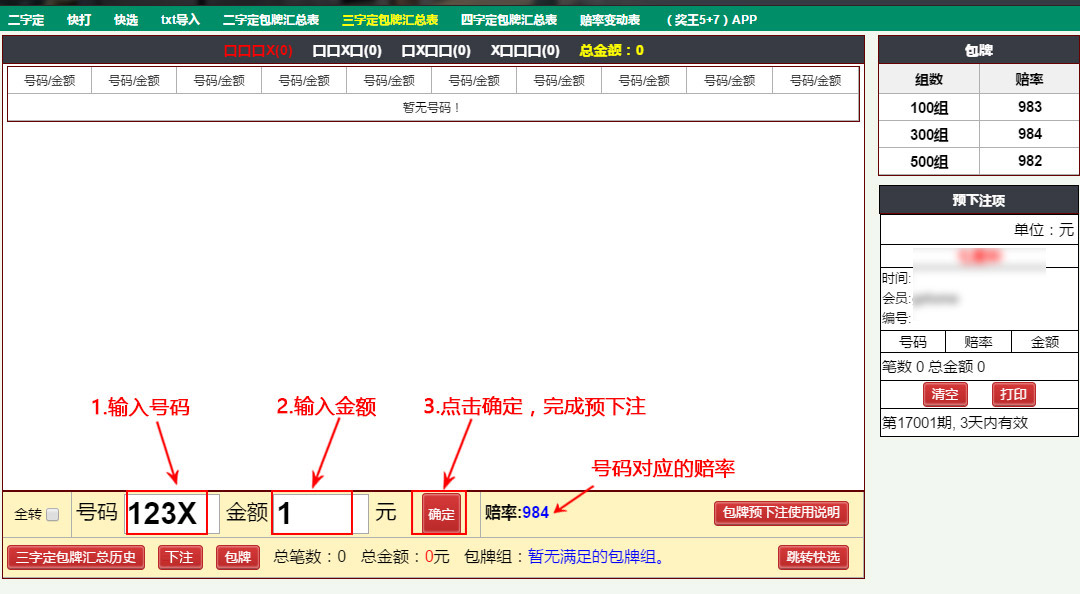 二字定 快打 快选 txt导入 二字定包牌汇总表 三字定包牌汇总表 四字定包牌汇总表 赔率变动表 （奖王5+7）APP
口口口X(0) 口口X口(0) 口X口口(0) X口口口(0) 总金额：0
号码/金额 号码/金额 号码/金额 号码/金额 号码/金额 号码/金额 号码/金额 号码/金额 号码/金额 号码/金额
暂无号码！
1.输入号码 2.输入金额 3.点击确定，完成预下注
号码对应的赔率
全转 号码 123X 金额 1 元 确定 赔率:984 包牌预下注使用说明
三字定包牌汇总历史 下注 包牌 总笔数：0 总金额：0元 包牌组：暂无满足的包牌组。 跳转快选
包牌
组数 赔率
100组 983
300组 984
500组 982
预下注项
单位：元
时间:
会员:
编号:
号码 赔率 金额
笔数 0 总金额 0
清空 打印
第17001期, 3天内有效